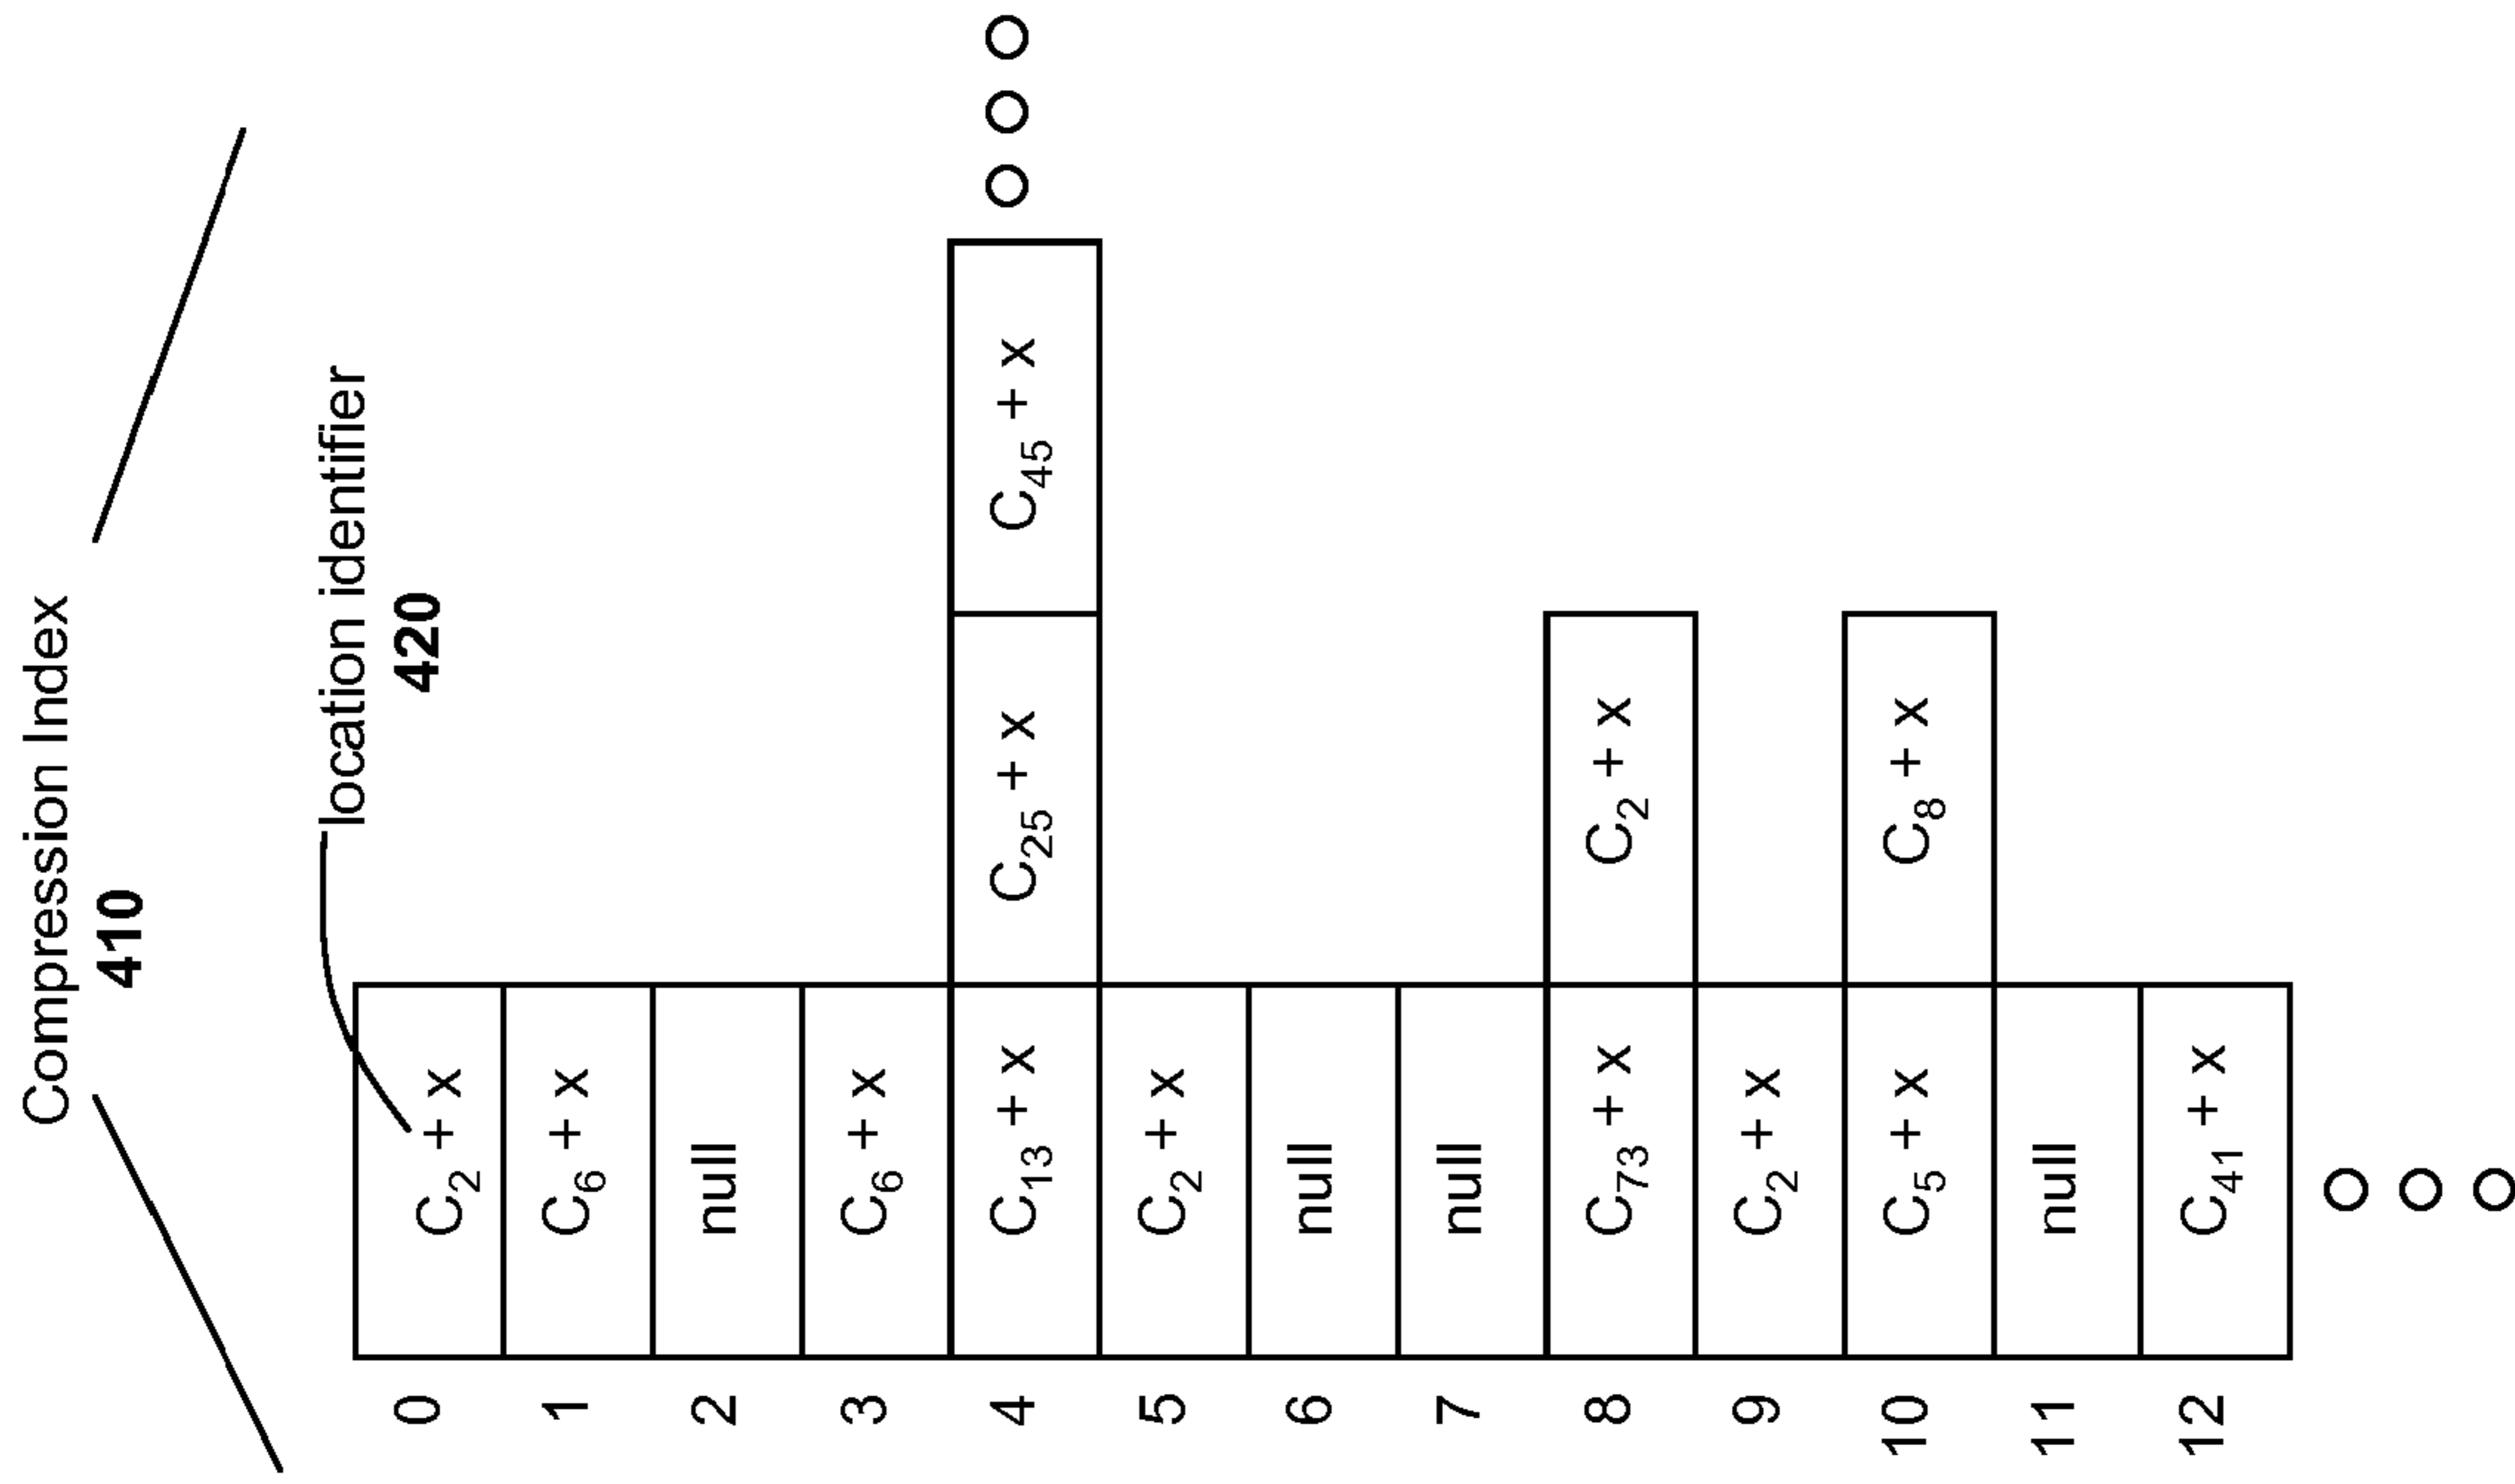 Compression Index
410
location identifier
420
0 C₂ + x
1 C₆ + x
2 null
3 C₆ + x
4 C₁₃ + x C₂₅ + x C₄₅ + x
5 C₂ + x
6 null
7 null
8 C₇₃ + x C₂ + x
9 C₂ + x
10 C₅ + x C₈ + x
11 null
12 C₄₁ + x